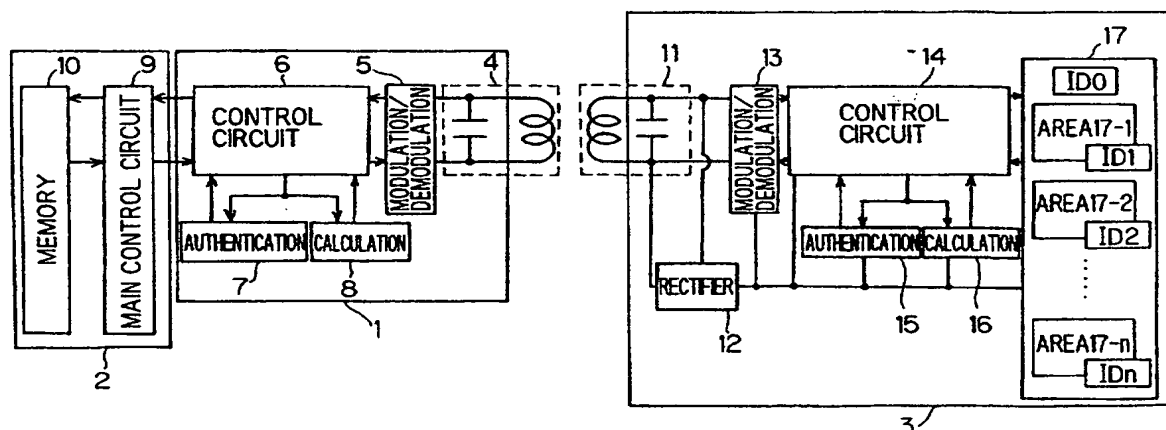 10
9
MEMORY
MAIN CONTROL CIRCUIT
2
6
CONTROL
CIRCUIT
5
MODULATION/
DEMODULATION
4
AUTHENTICATION
CALCULATION
7
8
1
11
13
MODULATION/
DEMODULATION
14
CONTROL
CIRCUIT
AUTHENTICATION
CALCULATION
RECTIFIER
12
15
16
17
ID0
AREA17-1
ID1
AREA17-2
ID2
AREA17-n
IDn
3